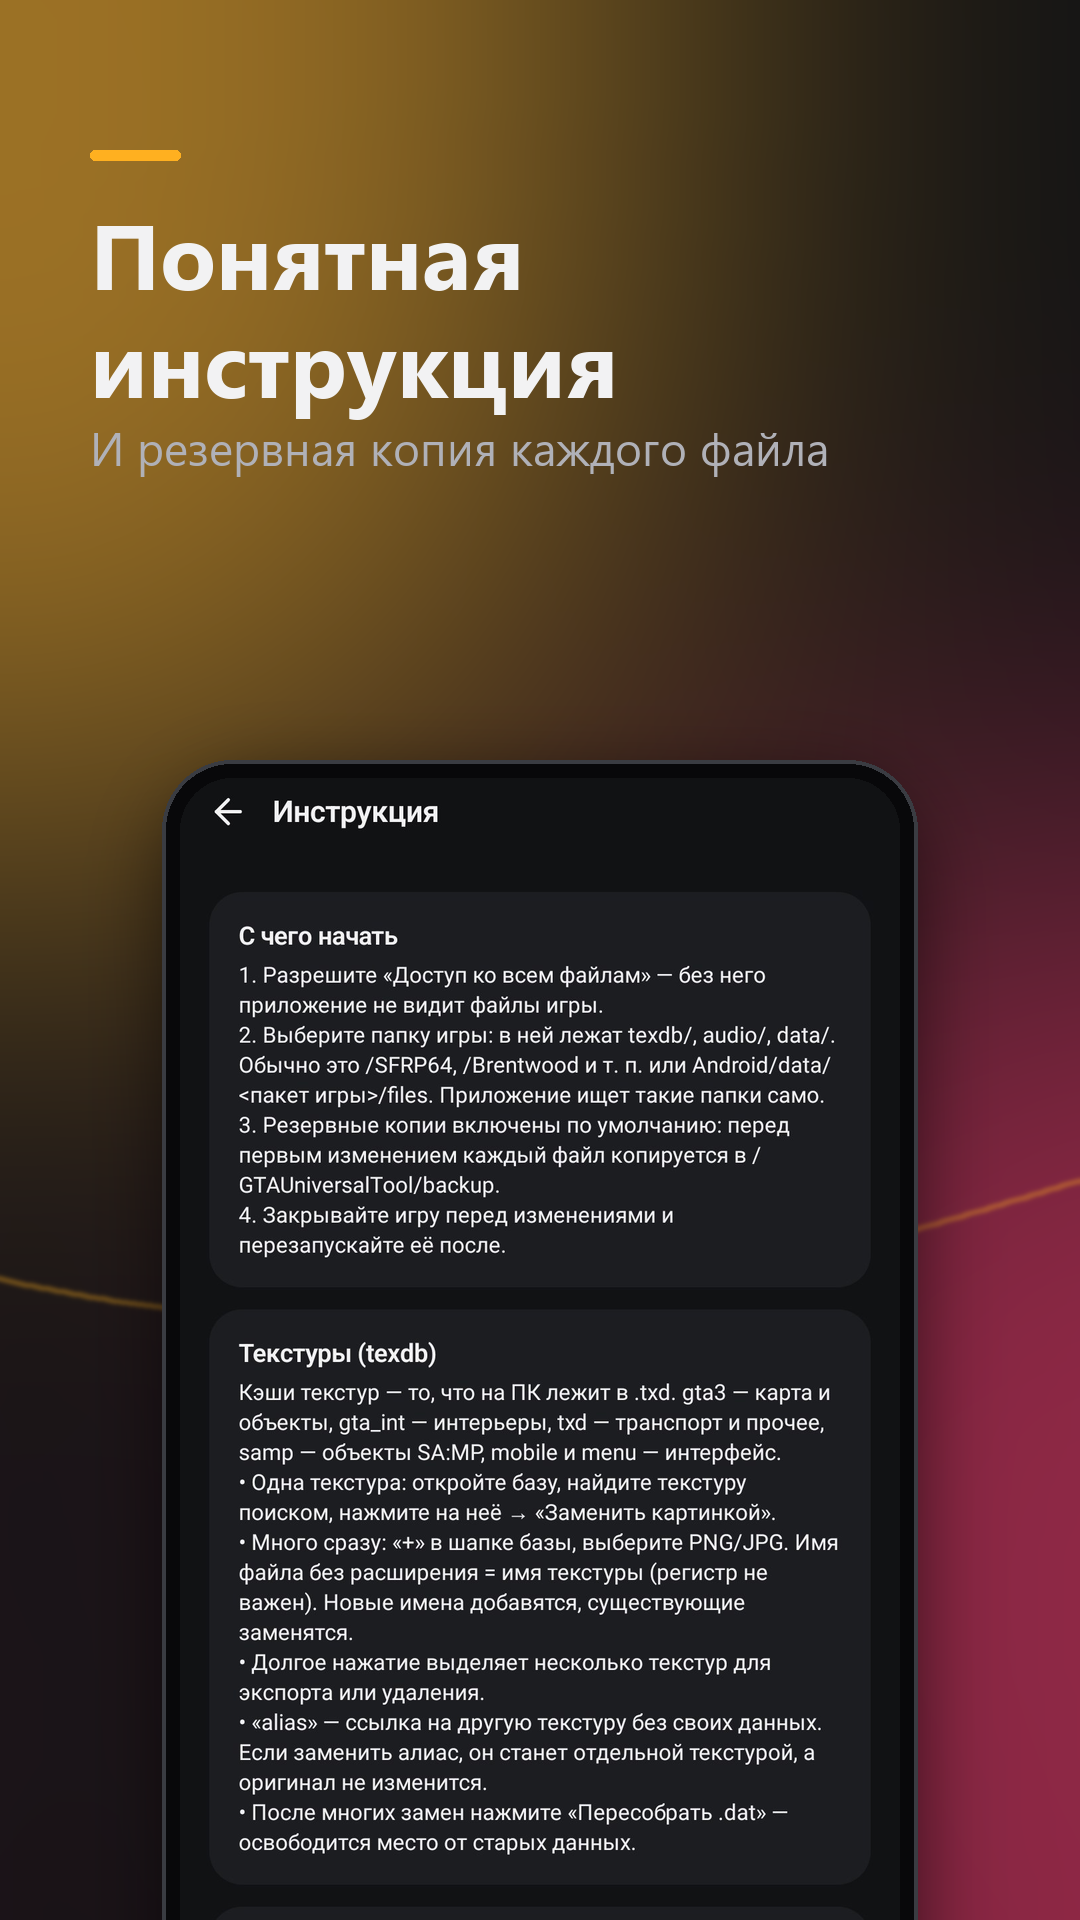 Понятная
инструкция
И резервная копия каждого файла
Инструкция
С чего начать
1. Разрешите «Доступ ко всем файлам» — без него
приложение не видит файлы игры.
2. Выберите папку игры: в ней лежат texdb/, audio/, data/.
Обычно это /SFRP64, /Brentwood и т. п. или Android/data/
<пакет игры>/files. Приложение ищет такие папки само.
3. Резервные копии включены по умолчанию: перед
первым изменением каждый файл копируется в /
GTAUniversalTool/backup.
4. Закрывайте игру перед изменениями и
перезапускайте её после.
Текстуры (texdb)
Кэши текстур — то, что на ПК лежит в .txd. gta3 — карта и
объекты, gta_int — интерьеры, txd — транспорт и прочее,
samp — объекты SA:MP, mobile и menu — интерфейс.
• Одна текстура: откройте базу, найдите текстуру
поиском, нажмите на неё → «Заменить картинкой».
• Много сразу: «+» в шапке базы, выберите PNG/JPG. Имя
файла без расширения = имя текстуры (регистр не
важен). Новые имена добавятся, существующие
заменятся.
• Долгое нажатие выделяет несколько текстур для
экспорта или удаления.
• «alias» — ссылка на другую текстуру без своих данных.
Если заменить алиас, он станет отдельной текстурой, а
оригинал не изменится.
• После многих замен нажмите «Пересобрать .dat» —
освободится место от старых данных.